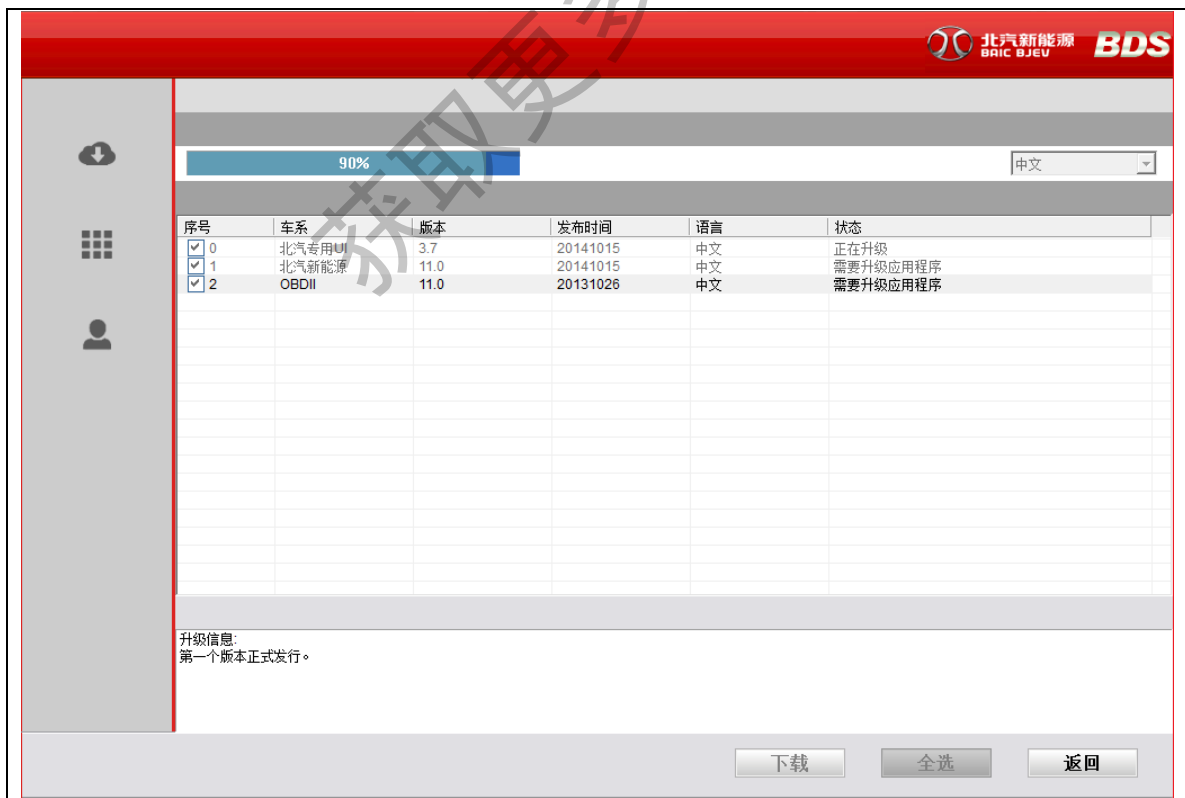 北汽新能源 BDS
BAIC BJEV
90% 中文
序号 车系 版本 发布时间 语言 状态
0 北汽专用UI 3.7 20141015 中文 正在升级
1 北汽新能源 11.0 20141015 中文 需要升级应用程序
2 OBDII 11.0 20131026 中文 需要升级应用程序
升级信息:
第一个版本正式发行。
下载 全选 返回
获取更多